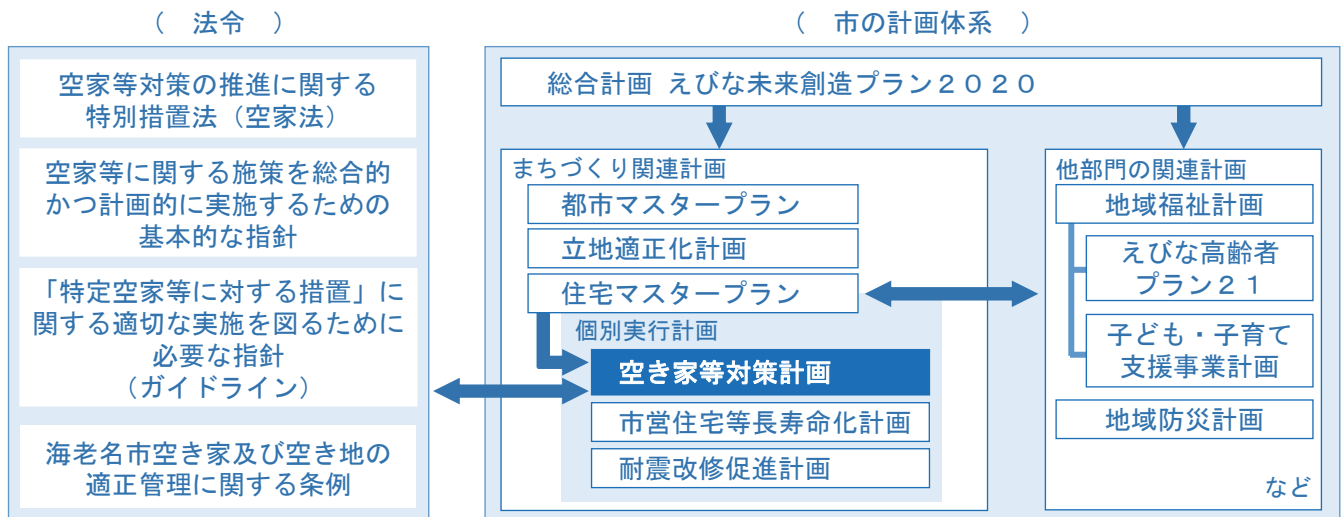 （　法令　）
空家等対策の推進に関する
特別措置法（空家法）
空家等に関する施策を総合的
かつ計画的に実施するための
基本的な指針
「特定空家等に対する措置」に
関する適切な実施を図るために
必要な指針
（ガイドライン）
海老名市空き家及び空き地の
適正管理に関する条例
（　市の計画体系　）
総合計画 えびな未来創造プラン２０２０
まちづくり関連計画
都市マスタープラン
立地適正化計画
住宅マスタープラン
個別実行計画
空き家等対策計画
市営住宅等長寿命化計画
耐震改修促進計画
他部門の関連計画
地域福祉計画
えびな高齢者
プラン２１
子ども・子育て
支援事業計画
地域防災計画
など